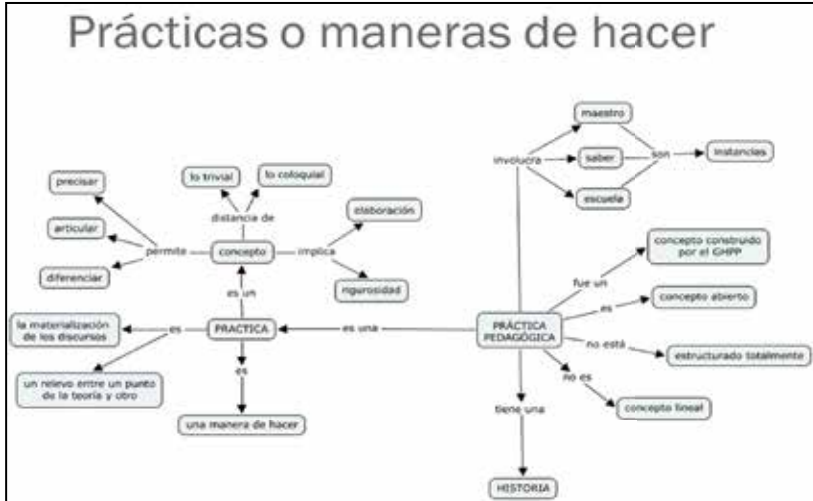 Prácticas o maneras de hacer
maestro
involucra
saber
son
instancias
escuela
lo trivial
lo coloquial
precisar
distancia de
elaboración
articular
permite
concepto
implica
diferenciar
rigurosidad
es un
concepto construido
por el GHPP
fue un
es
concepto abierto
la materialización
de los discursos
es
PRACTICA
es una
PRÁCTICA
PEDAGÓGICA
no está
estructurado totalmente
un relevo entre un punto
de la teoría y otro
es
no es
concepto lineal
una manera de hacer
tiene una
HISTORIA